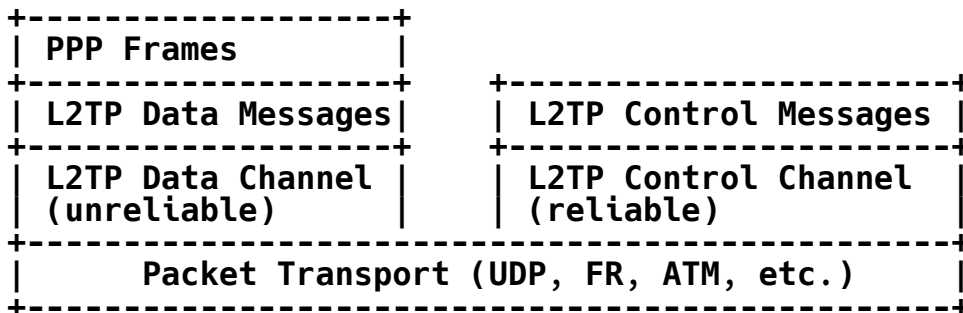 +-------------------+
| PPP Frames        |
+-------------------+    +-----------------------+
| L2TP Data Messages|    | L2TP Control Messages |
+-------------------+    +-----------------------+
| L2TP Data Channel |    | L2TP Control Channel  |
| (unreliable)      |    | (reliable)            |
+------------------------------------------------+
|      Packet Transport (UDP, FR, ATM, etc.)     |
+------------------------------------------------+